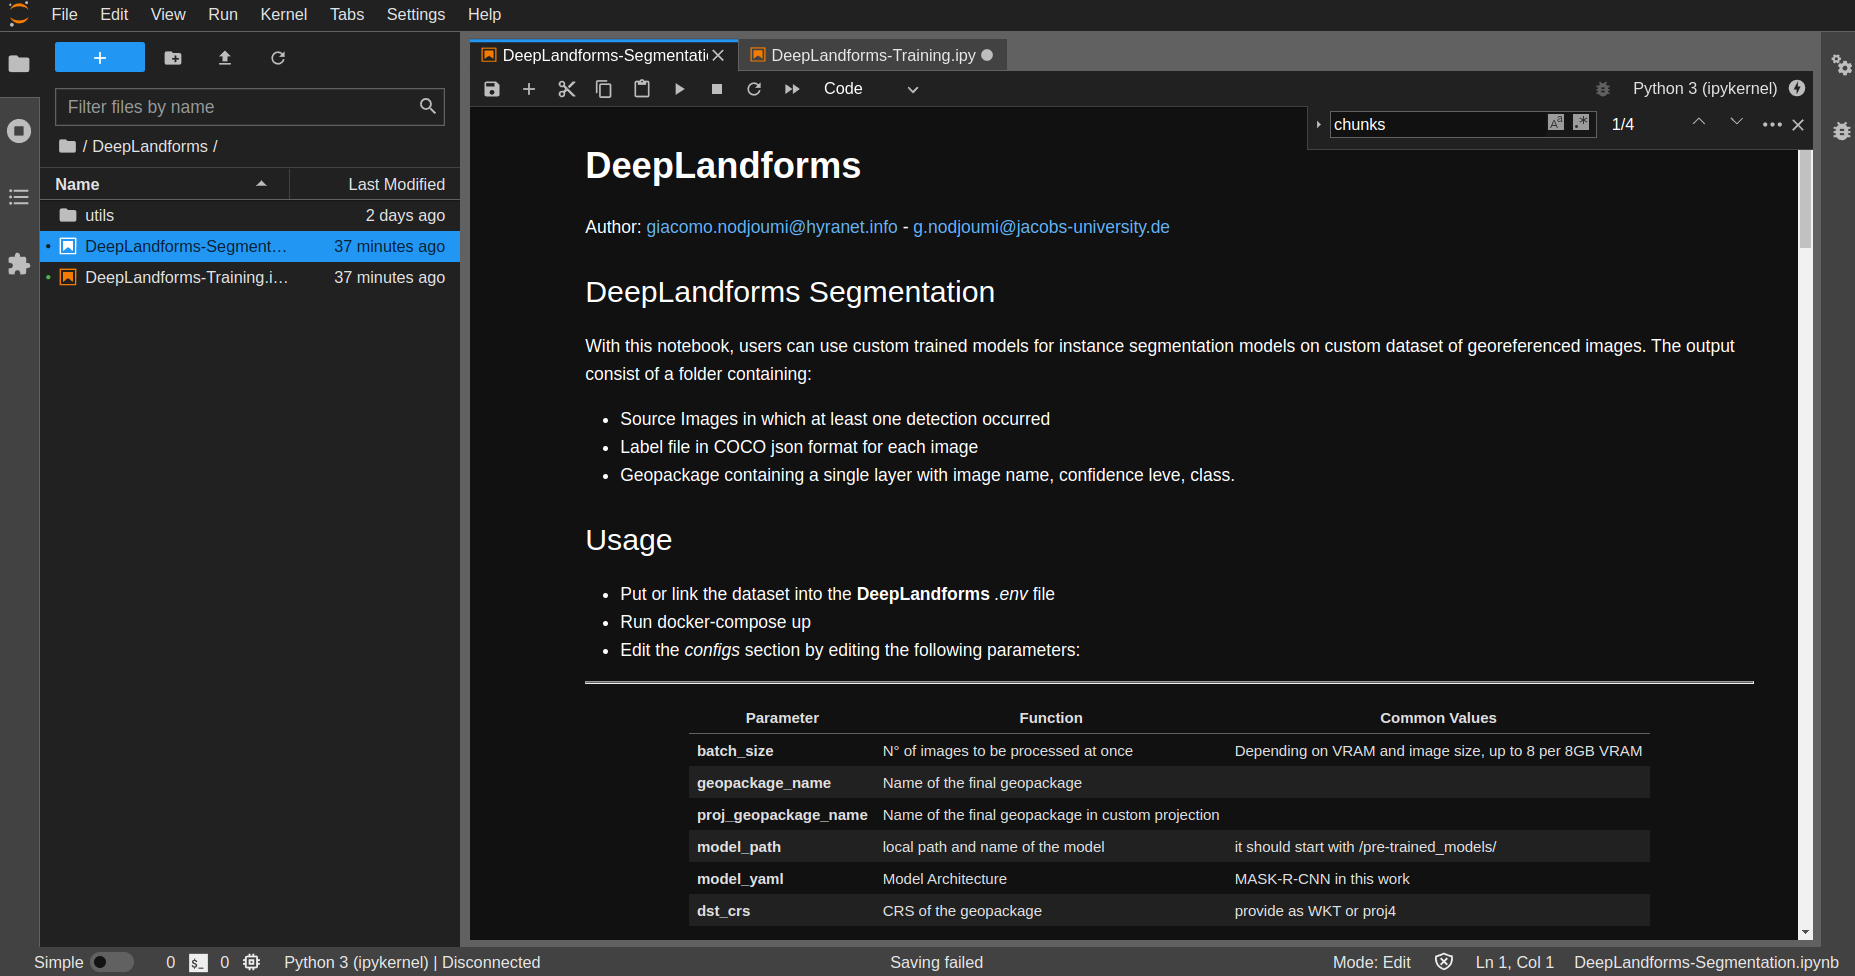 File Edit View Run Kernel Tabs Settings Help
Filter files by name
/ DeepLandforms /
Name Last Modified
utils 2 days ago
DeepLandforms-Segment... 37 minutes ago
DeepLandforms-Training.i... 37 minutes ago
DeepLandforms-Segmentati DeepLandforms-Training.ipy
Code Python 3 (ipykernel)
chunks 1/4
DeepLandforms
Author: giacomo.nodjoumi@hyranet.info - g.nodjoumi@jacobs-university.de
DeepLandforms Segmentation
With this notebook, users can use custom trained models for instance segmentation models on custom dataset of georeferenced images. The output
consist of a folder containing:
• Source Images in which at least one detection occurred
• Label file in COCO json format for each image
• Geopackage containing a single layer with image name, confidence leve, class.
Usage
• Put or link the dataset into the DeepLandforms .env file
• Run docker-compose up
• Edit the configs section by editing the following parameters:
Parameter Function Common Values
batch_size N° of images to be processed at once Depending on VRAM and image size, up to 8 per 8GB VRAM
geopackage_name Name of the final geopackage
proj_geopackage_name Name of the final geopackage in custom projection
model_path local path and name of the model it should start with /pre-trained_models/
model_yaml Model Architecture MASK-R-CNN in this work
dst_crs CRS of the geopackage provide as WKT or proj4
Simple 0 $_ 0 Python 3 (ipykernel) | Disconnected Saving failed Mode: Edit Ln 1, Col 1 DeepLandforms-Segmentation.ipynb